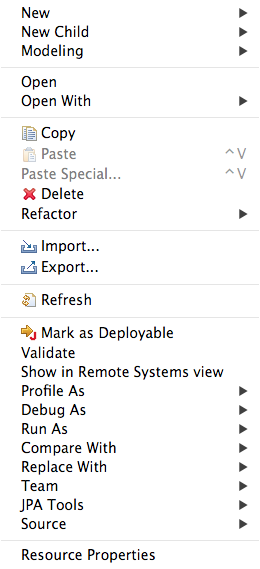 New
New Child
Modeling
Open
Open With
Copy
Paste ^V
Paste Special... ^V
Delete
Refactor
Import...
Export...
Refresh
Mark as Deployable
Validate
Show in Remote Systems view
Profile As
Debug As
Run As
Compare With
Replace With
Team
JPA Tools
Source
Resource Properties